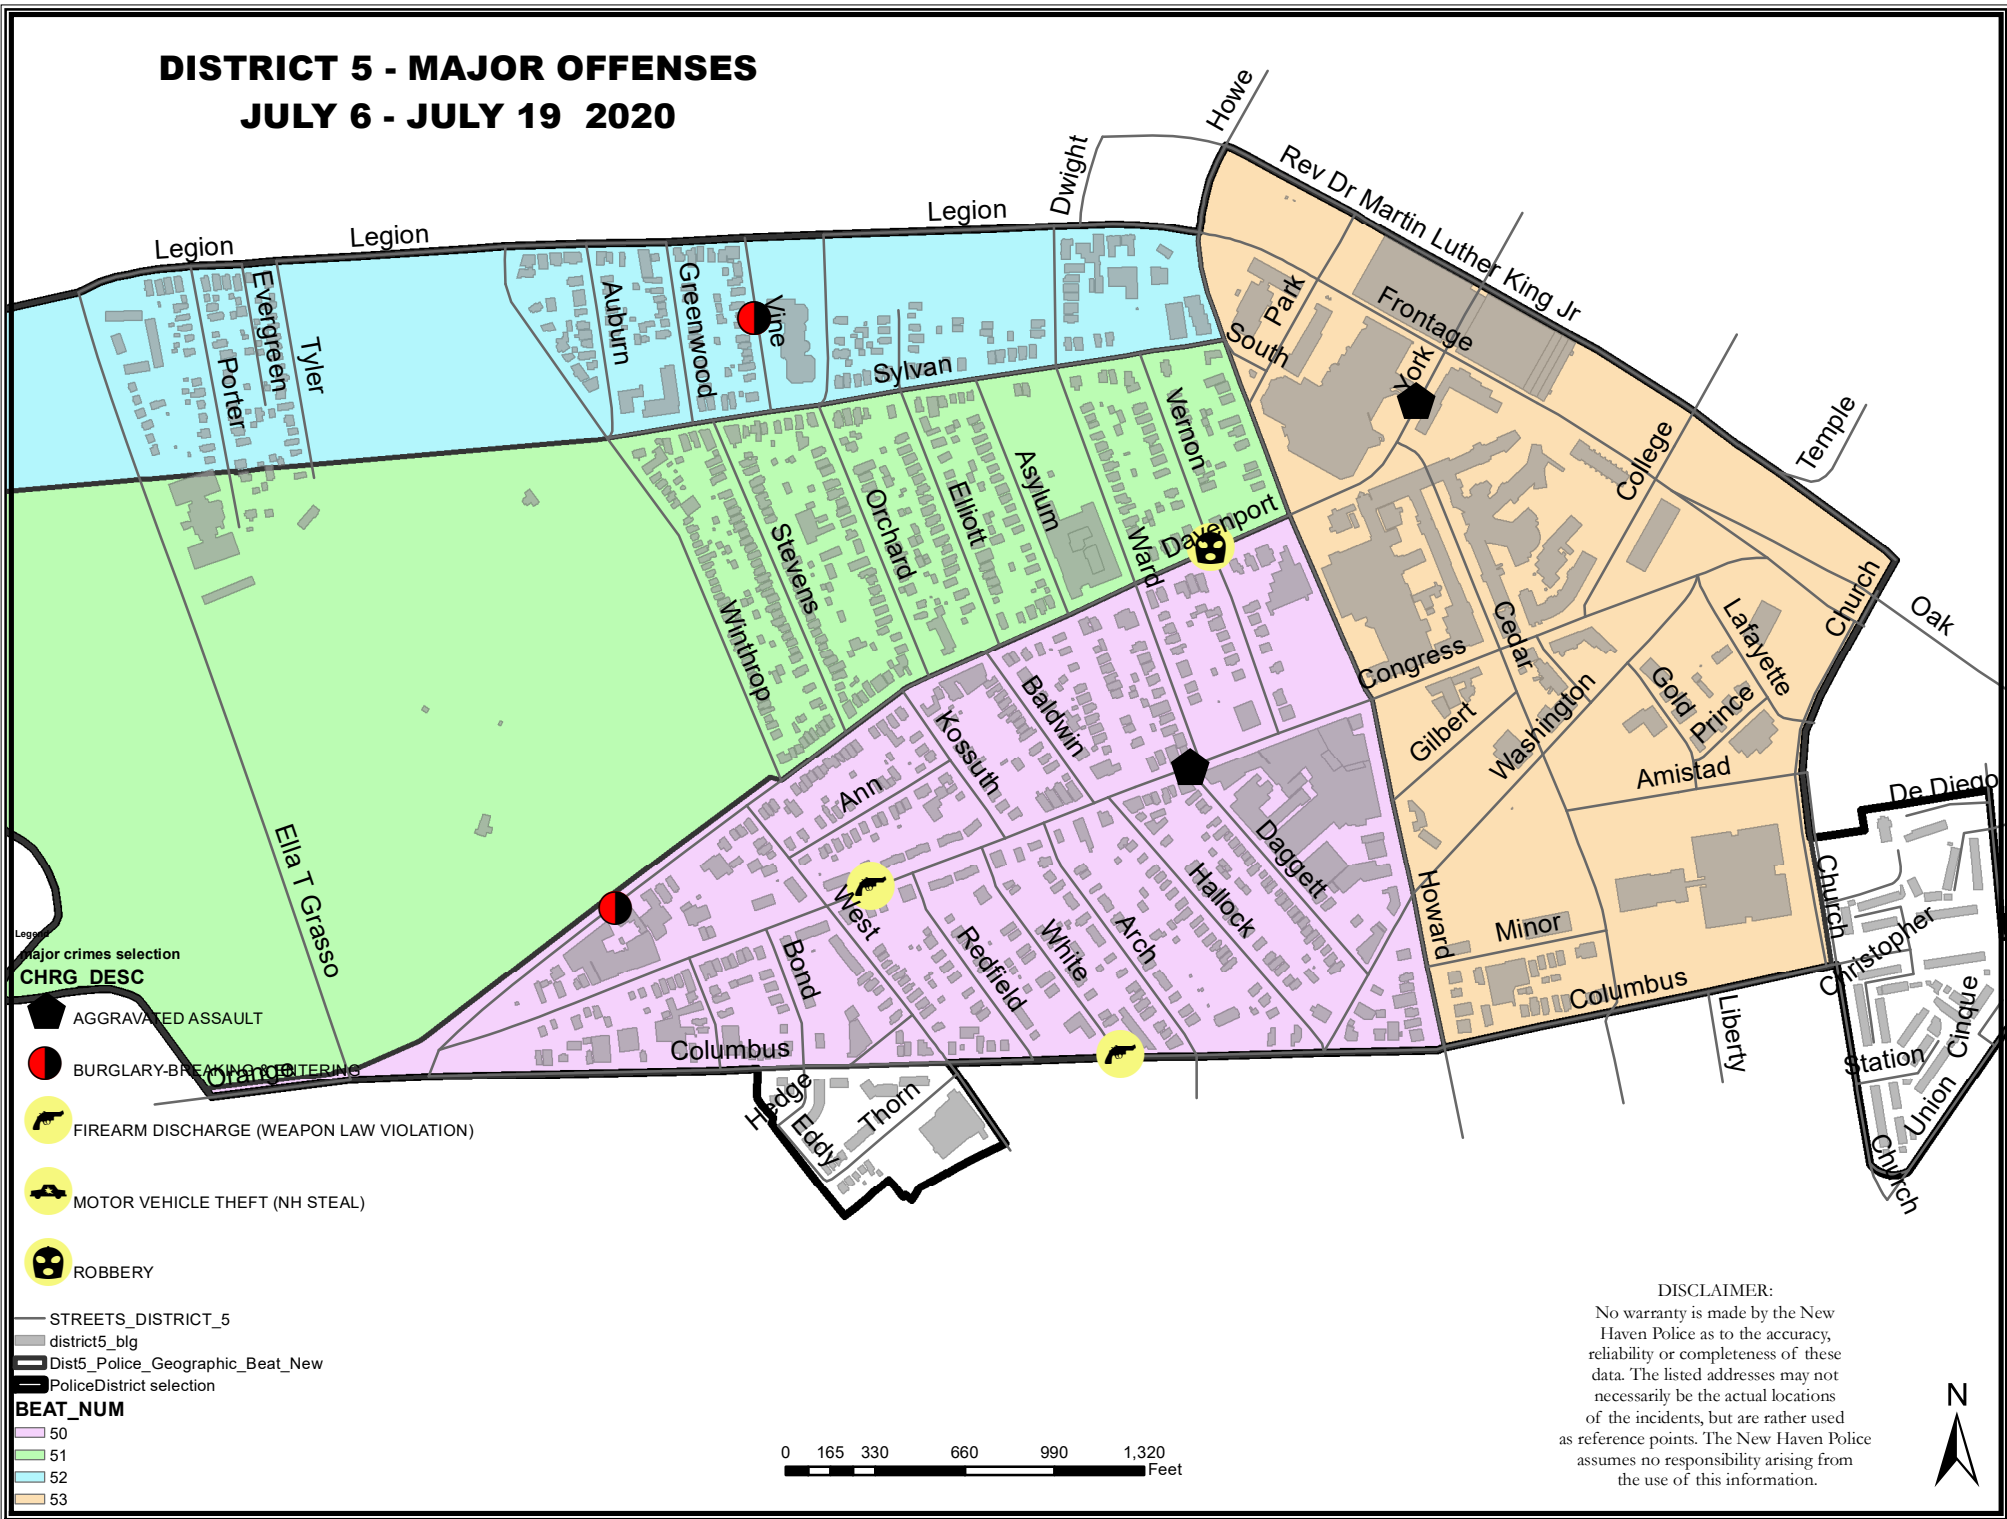 DISTRICT 5 - MAJOR OFFENSES
JULY 6 - JULY 19 2020
Howe
Dwight
Rev Dr Martin Luther King Jr
Legion
Legion
Legion
Evergreen
Porter
Tyler
Auburn
Greenwood
Vine
Sylvan
Park
South
Frontage
York
College
Temple
Vernon
Asylum
Elliott
Orchard
Stevens
Winthrop
Ward
Davenport
Cedar
Congress
Church
Oak
Lafayette
Gold
Prince
Washington
Gilbert
Amistad
De Diego
Baldwin
Kossuth
Ann
Daggett
Hallock
Arch
White
Redfield
West
Bond
Howard
Minor
Columbus
Columbus
Church
Christopher
Cinque
Station
Union
Church
Liberty
Ella T Grasso
Orange
Hedge
Eddy
Thorn
Legend
major crimes selection
CHRG_DESC
AGGRAVATED ASSAULT
BURGLARY-BREAKING & ENTERING
FIREARM DISCHARGE (WEAPON LAW VIOLATION)
MOTOR VEHICLE THEFT (NH STEAL)
ROBBERY
STREETS_DISTRICT_5
district5_blg
Dist5_Police_Geographic_Beat_New
PoliceDistrict selection
BEAT_NUM
50
51
52
53
0 165 330 660 990 1,320
Feet
DISCLAIMER:
No warranty is made by the New
Haven Police as to the accuracy,
reliability or completeness of these
data. The listed addresses may not
necessarily be the actual locations
of the incidents, but are rather used
as reference points. The New Haven Police
assumes no responsibility arising from
the use of this information.
N